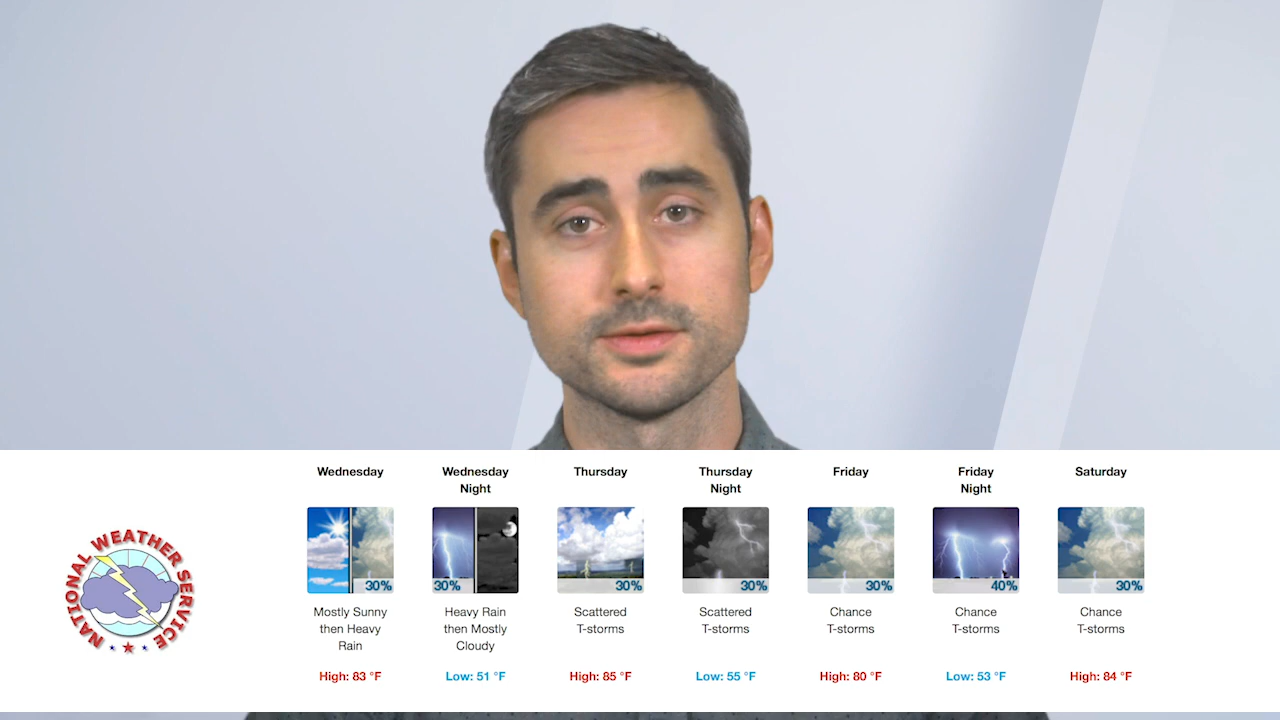 Wednesday
Wednesday
Night
Thursday
Thursday
Night
Friday
Friday
Night
Saturday
NATIONAL WEATHER SERVICE
30%
30%
30%
30%
30%
40%
30%
Mostly Sunny
then Heavy
Rain
Heavy Rain
then Mostly
Cloudy
Scattered
T-storms
Scattered
T-storms
Chance
T-storms
Chance
T-storms
Chance
T-storms
High: 83 °F
Low: 51 °F
High: 85 °F
Low: 55 °F
High: 80 °F
Low: 53 °F
High: 84 °F